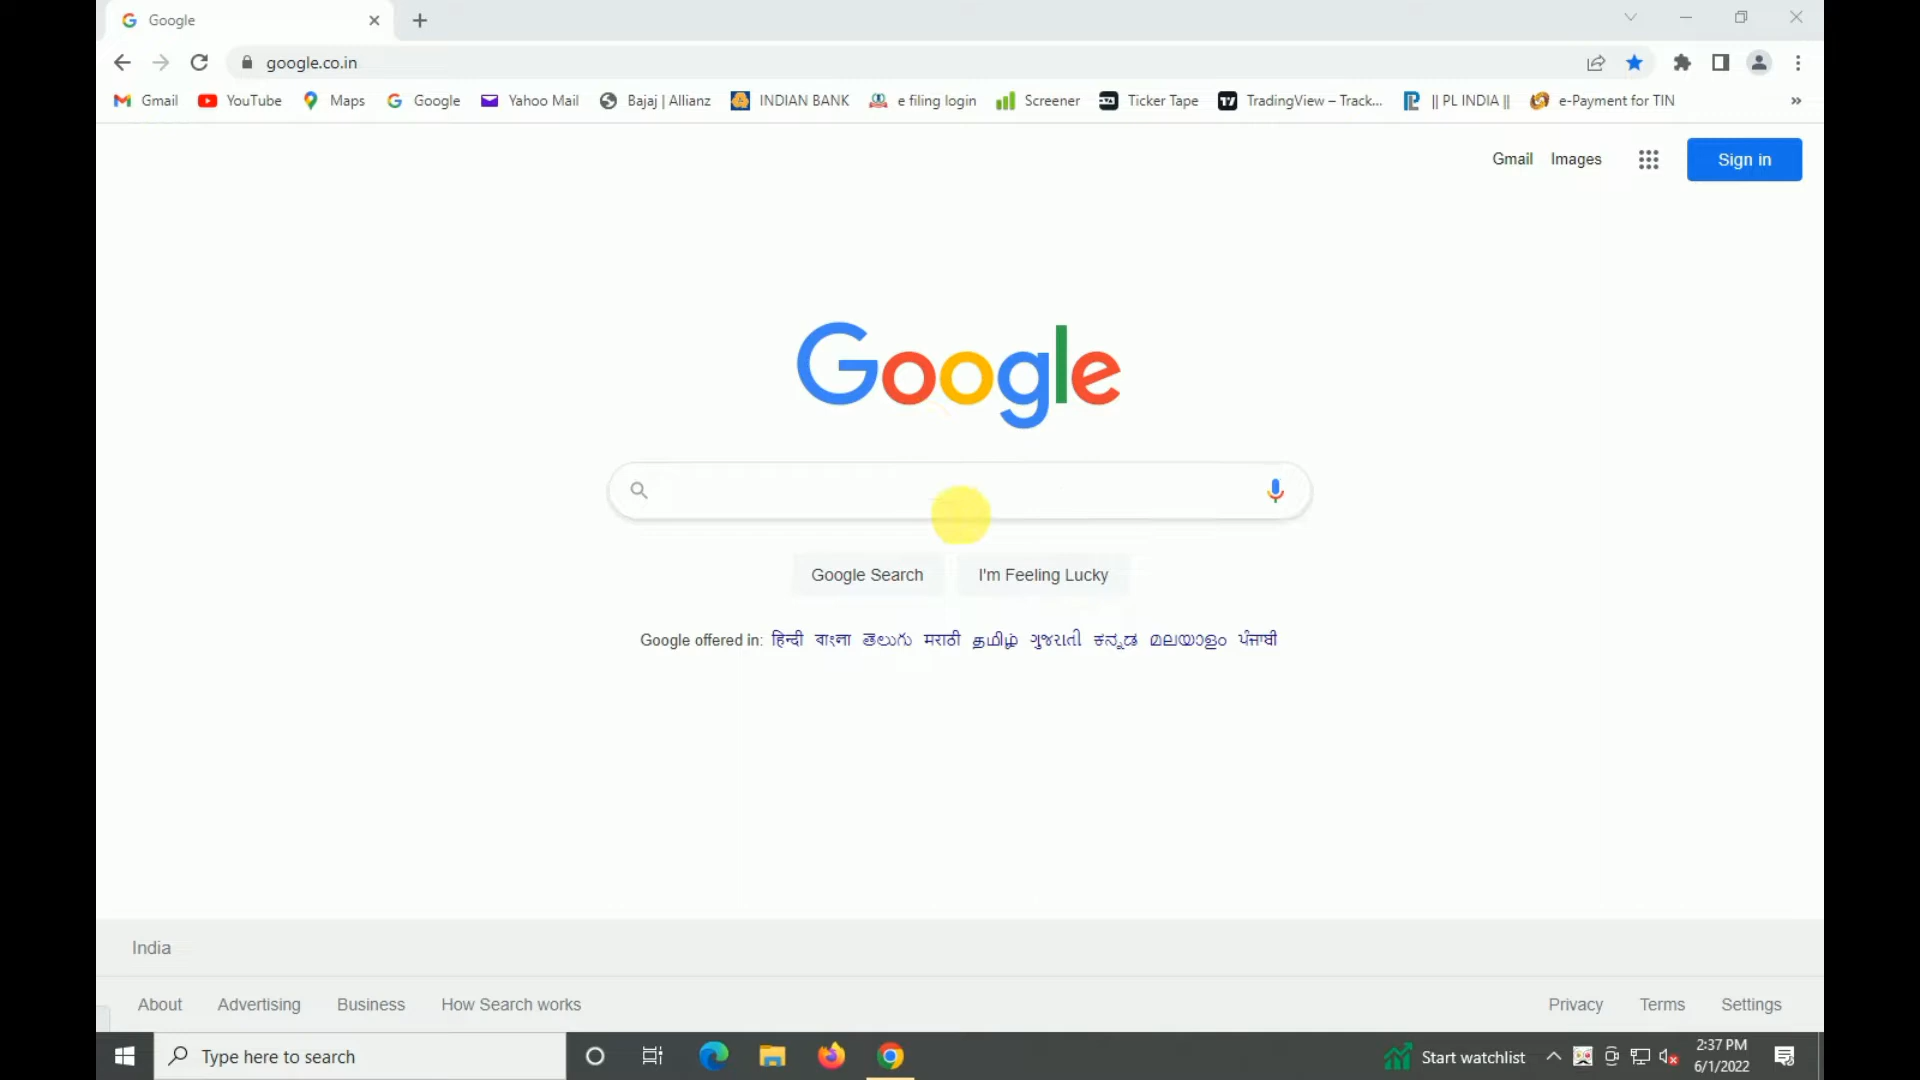 Google
google.co.in
Gmail YouTube Maps Google Yahoo Mail Bajaj | Allianz INDIAN BANK e filing login Screener Ticker Tape TradingView – Track... || PL INDIA || e-Payment for TIN »
Gmail Images Sign in
Google
Google Search I'm Feeling Lucky
Google offered in: हिन्दी বাংলা తెలుగు मराठी தமிழ் ગુજરાતી ಕನ್ನಡ മലയാളം ਪੰਜਾਬੀ
India
About Advertising Business How Search works Privacy Terms Settings
Type here to search Start watchlist 2:37 PM
6/1/2022